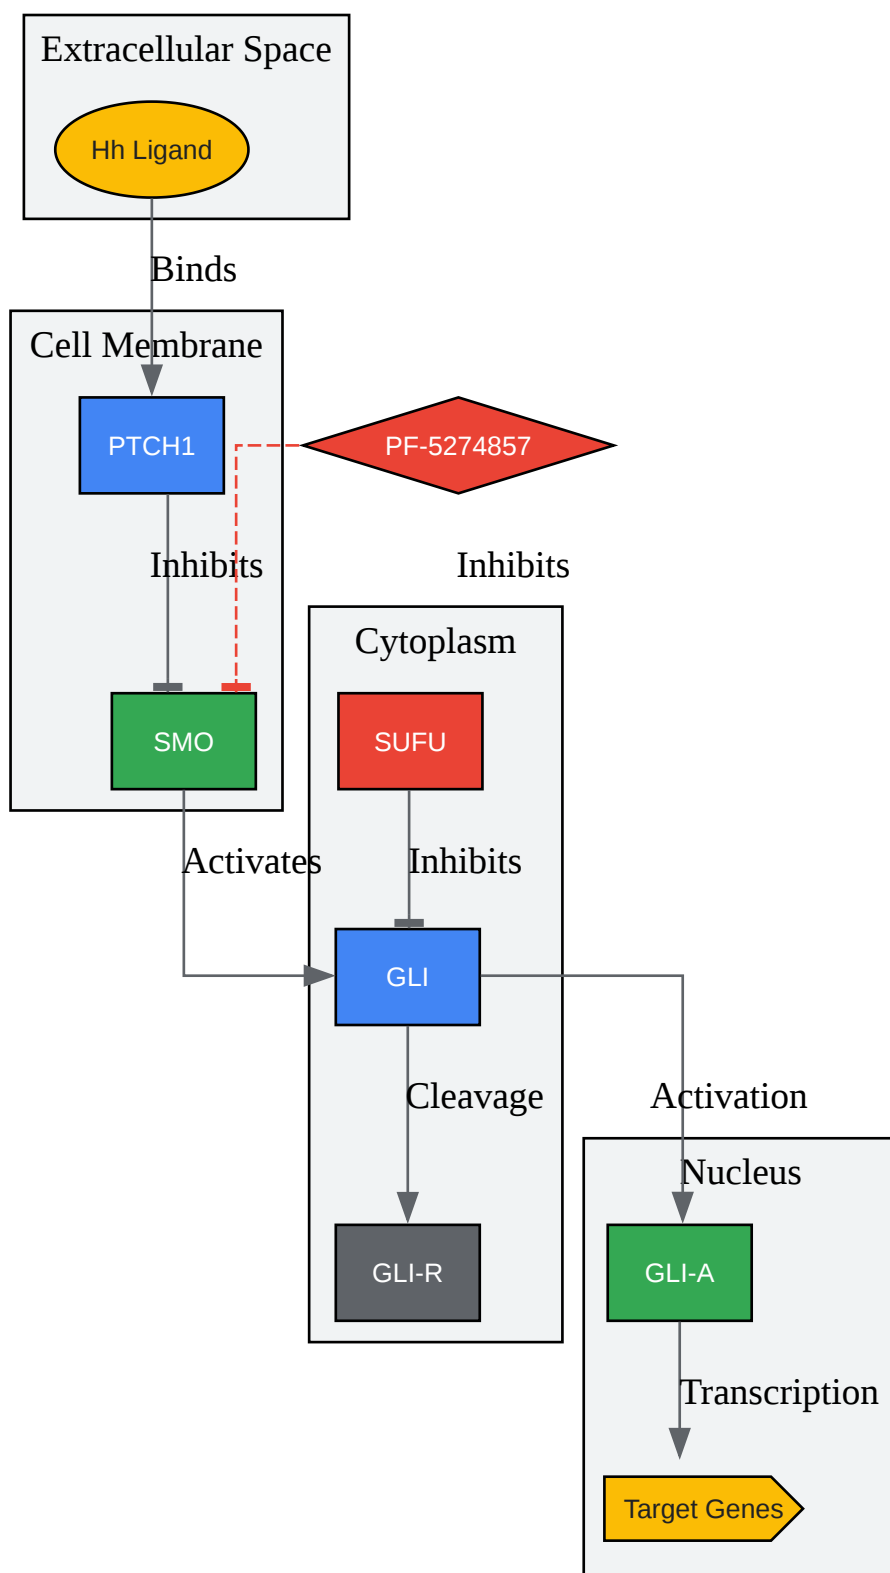 Extracellular Space
Hh Ligand
Binds
Cell Membrane
PTCH1
PF-5274857
Inhibits
Inhibits
Cytoplasm
SMO
SUFU
Activates
Inhibits
GLI
Cleavage
Activation
Nucleus
GLI-R
GLI-A
Transcription
Target Genes